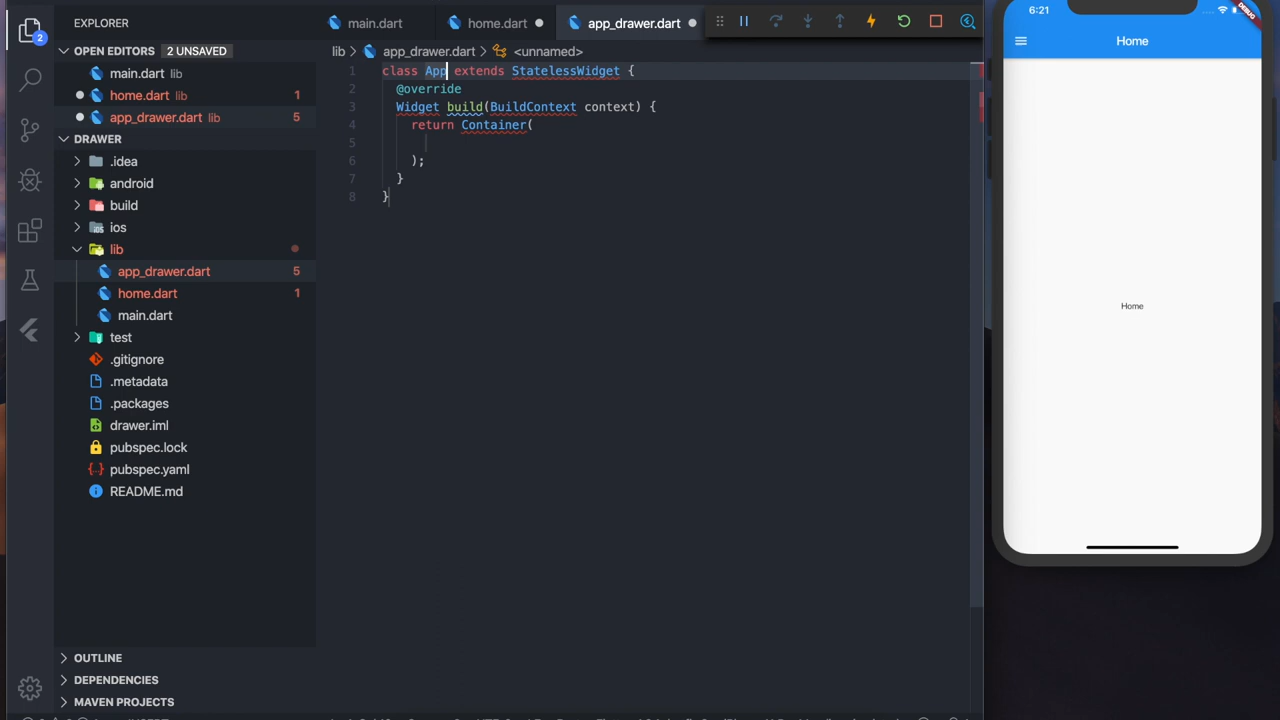 EXPLORER
OPEN EDITORS 2 UNSAVED
main.dart lib
home.dart lib 1
app_drawer.dart lib 5
DRAWER
.idea
android
build
ios
lib
app_drawer.dart 5
home.dart 1
main.dart
test
.gitignore
.metadata
.packages
drawer.iml
pubspec.lock
pubspec.yaml
README.md
OUTLINE
DEPENDENCIES
MAVEN PROJECTS
2
main.dart
home.dart
app_drawer.dart
lib > app_drawer.dart > <unnamed>
1 class App extends StatelessWidget {
2 @override
3 Widget build(BuildContext context) {
4 return Container(
5
6 );
7 }
8 }
6:21
DEBUG
Home
Home